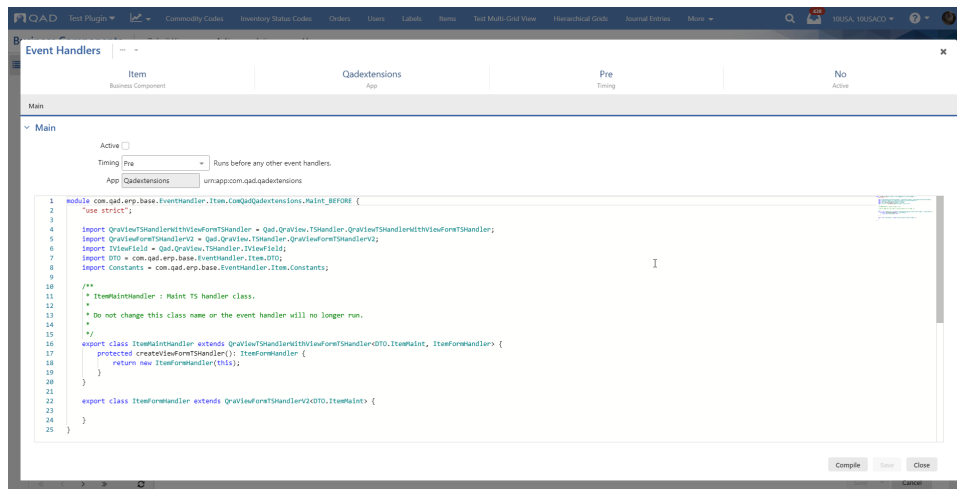 QAD Test Plugin Commodity Codes Inventory Status Codes Orders Users Labels Items Test Multi-Grid View Hierarchical Grids Journal Entries More 10USA, 10USACO
Event Handlers
Item Qadextensions Pre No
Business Component App Timing Active
Main
Main
Active
Timing Pre Runs before any other event handlers.
App Qadextensions urn:app:com.qad.qadextensions
1 module com.qad.erp.base.EventHandler.Item.ComQadQadextensions.Maint_BEFORE {
2 "use strict";
3
4 import QraViewTSHandlerWithViewFormTSHandler = Qad.QraView.TSHandler.QraViewTSHandlerWithViewFormTSHandler;
5 import QraViewFormTSHandlerV2 = Qad.QraView.TSHandler.QraViewFormTSHandlerV2;
6 import IViewField = Qad.QraView.TSHandler.IViewField;
7 import DTO = com.qad.erp.base.EventHandler.Item.DTO;
8 import Constants = com.qad.erp.base.EventHandler.Item.Constants;
9
10 /**
11 * ItemMaintHandler : Maint TS handler class.
12 *
13 * Do not change this class name or the event handler will no longer run.
14 *
15 */
16 export class ItemMaintHandler extends QraViewTSHandlerWithViewFormTSHandler<DTO.ItemMaint, ItemFormHandler> {
17 protected createViewFormTSHandler(): ItemFormHandler {
18 return new ItemFormHandler(this);
19 }
20 }
21
22 export class ItemFormHandler extends QraViewFormTSHandlerV2<DTO.ItemMaint> {
23
24 }
25 }
Compile Save Close
Save Cancel